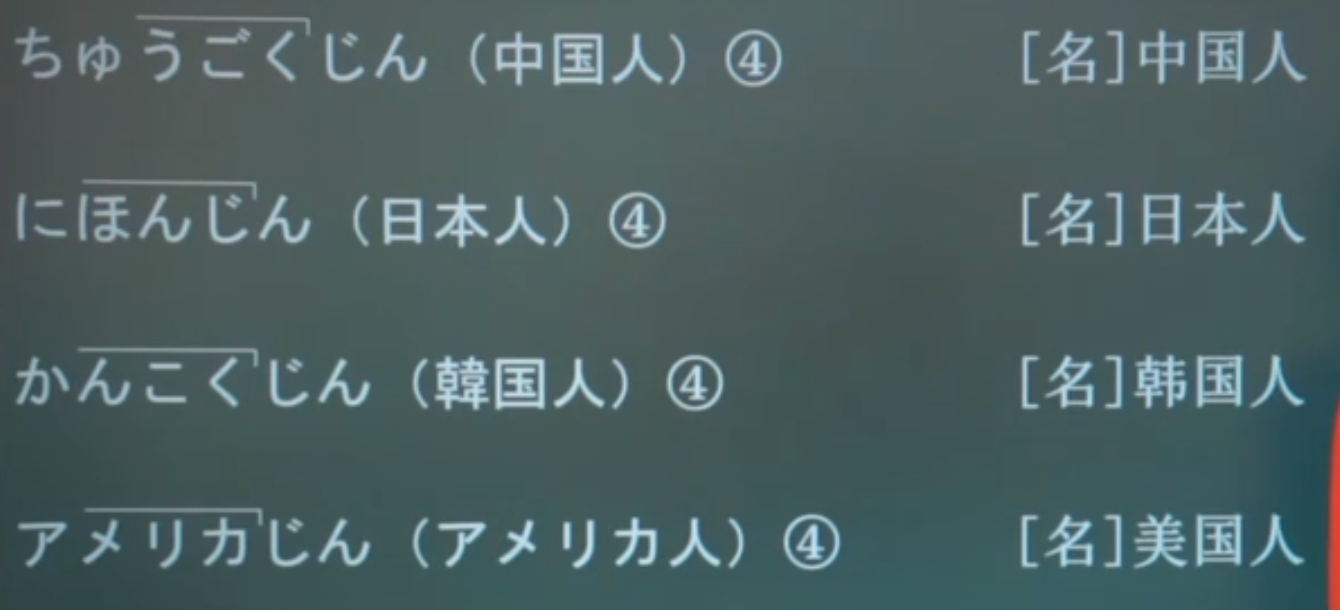 ちゅうごくじん（中国人）④ [名]中国人
にほんじん（日本人）④ [名]日本人
かんこくじん（韓国人）④ [名]韩国人
アメリカじん（アメリカ人）④ [名]美国人